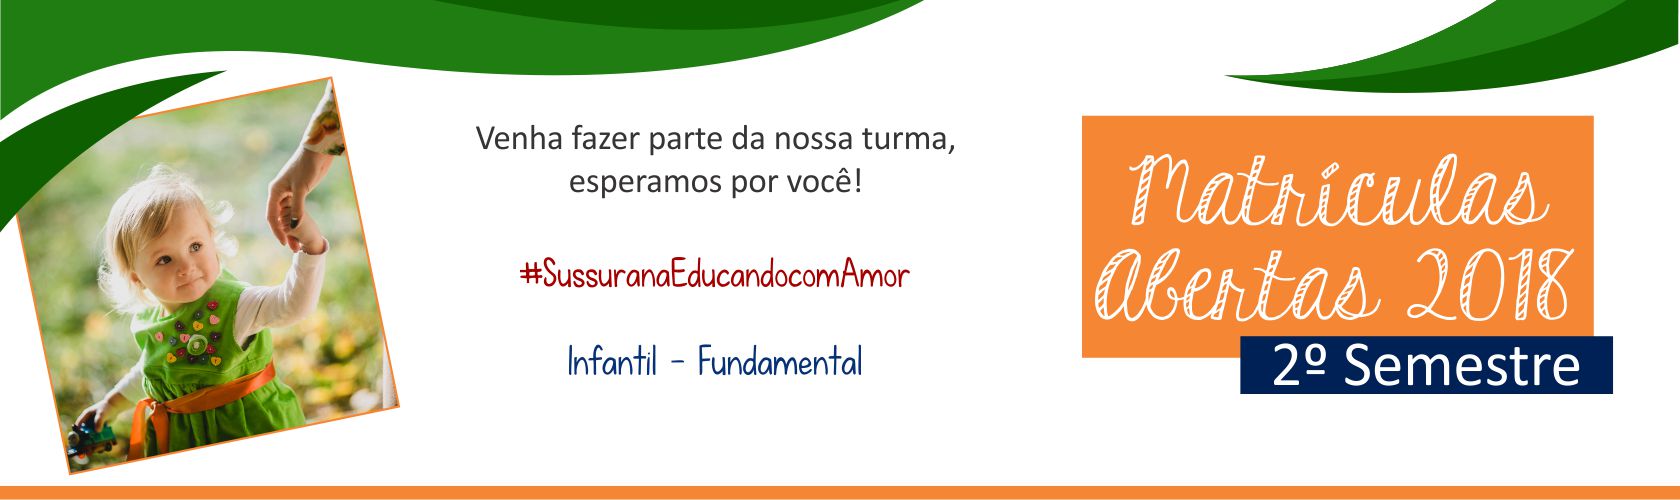 Venha fazer parte da nossa turma,
esperamos por você!
#SussuranaEducandocomAmor
Infantil - Fundamental
Matrículas
Abertas 2018
2º Semestre